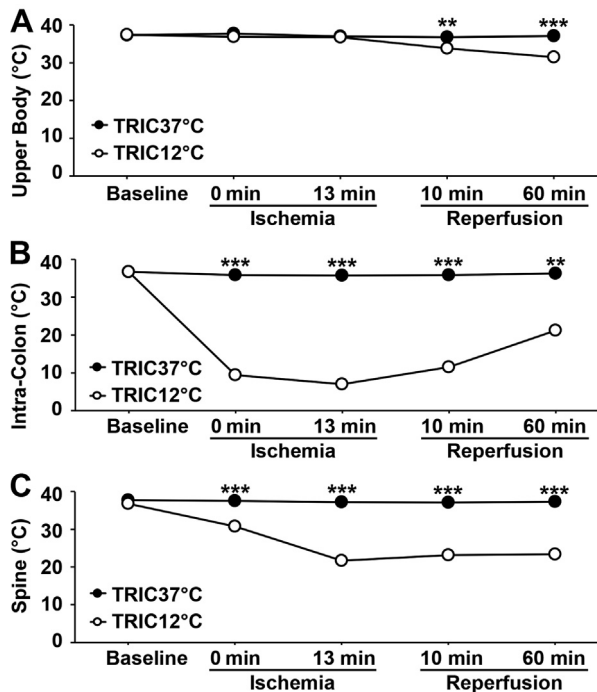 A
Upper Body (°C)
40
30
20
10
0
** ***
TRIC37°C
TRIC12°C
Baseline 0 min 13 min 10 min 60 min
Ischemia Reperfusion
B
Intra-Colon (°C)
40
30
20
10
0
*** *** *** **
TRIC37°C
TRIC12°C
Baseline 0 min 13 min 10 min 60 min
Ischemia Reperfusion
C
Spine (°C)
40
30
20
10
0
*** *** *** ***
TRIC37°C
TRIC12°C
Baseline 0 min 13 min 10 min 60 min
Ischemia Reperfusion